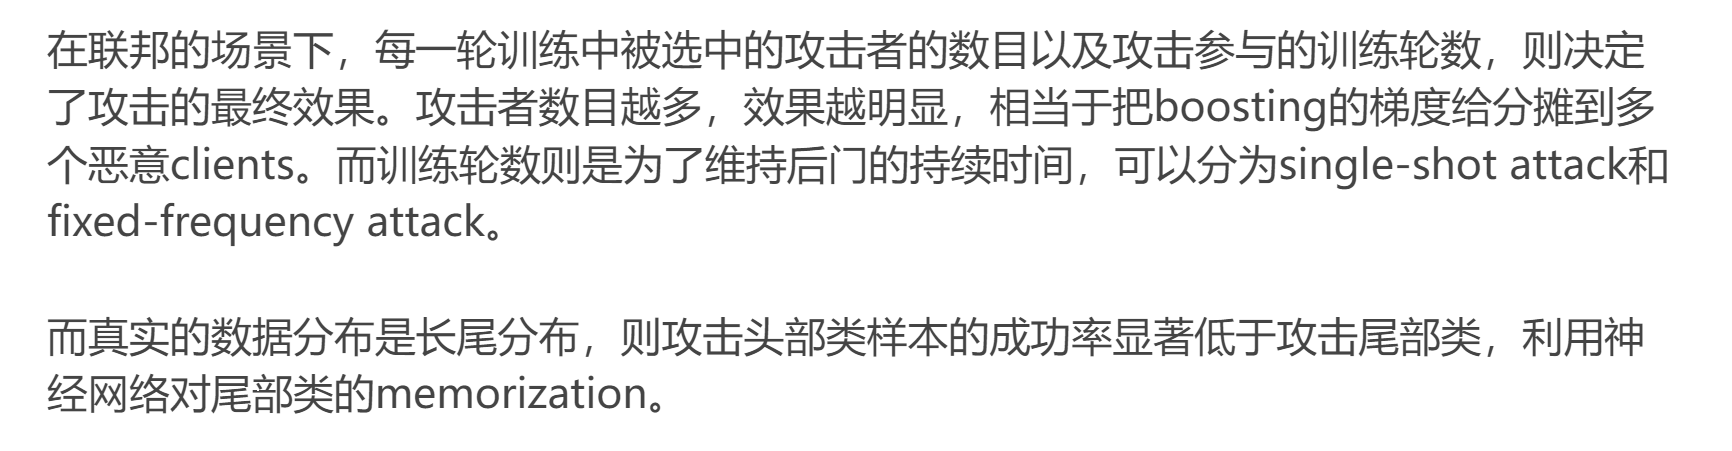 在联邦的场景下，每一轮训练中被选中的攻击者的数目以及攻击参与的训练轮数，则决定
了攻击的最终效果。攻击者数目越多，效果越明显，相当于把boosting的梯度给分摊到多
个恶意clients。而训练轮数则是为了维持后门的持续时间，可以分为single-shot attack和
fixed-frequency attack。
而真实的数据分布是长尾分布，则攻击头部类样本的成功率显著低于攻击尾部类，利用神
经网络对尾部类的memorization。